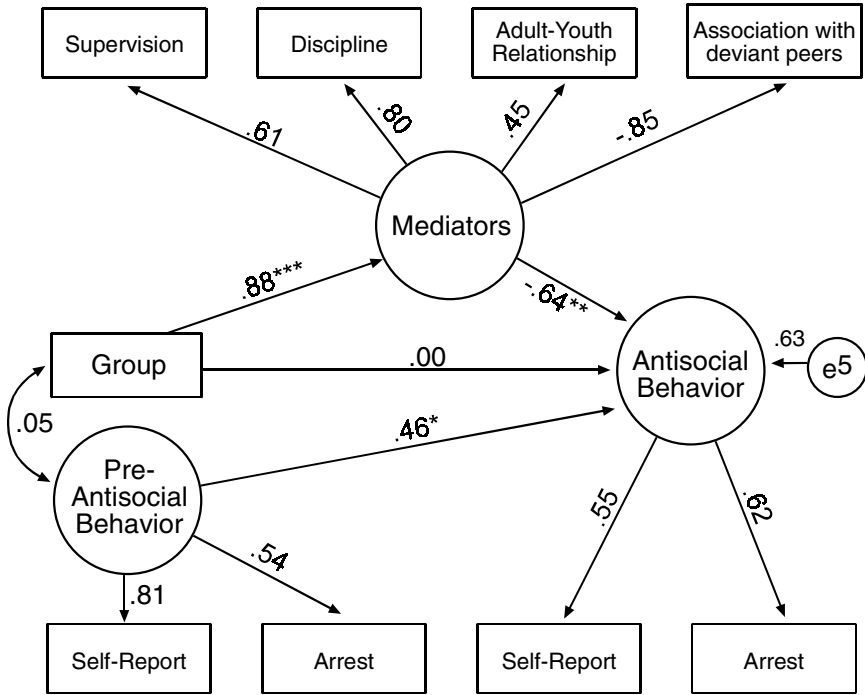 Supervision
Discipline
Adult-Youth
Relationship
Association with
deviant peers
.61
.80
.45
-.85
Mediators
.88***
-.64**
Group
.00
Antisocial
Behavior
.63
e5
.05
.46*
Pre-
Antisocial
Behavior
.81
.54
.55
.62
Self-Report
Arrest
Self-Report
Arrest